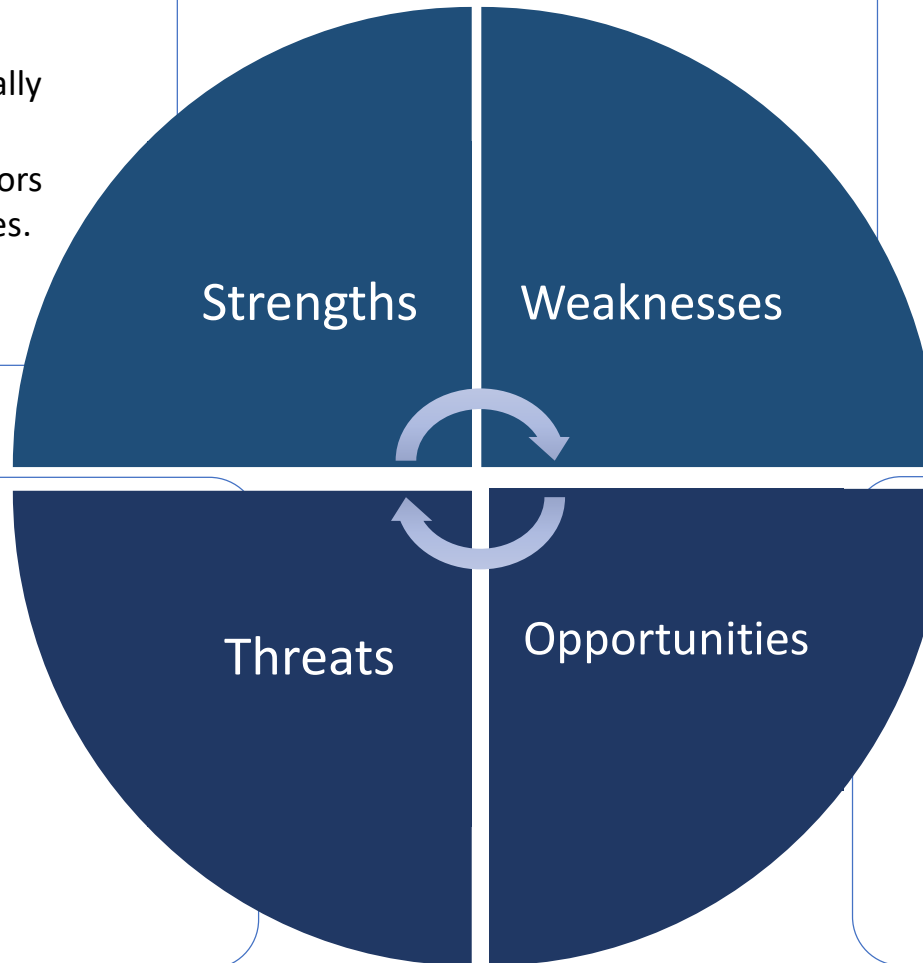 ally
ors
es.
Strengths
Weaknesses
Threats
Opportunities